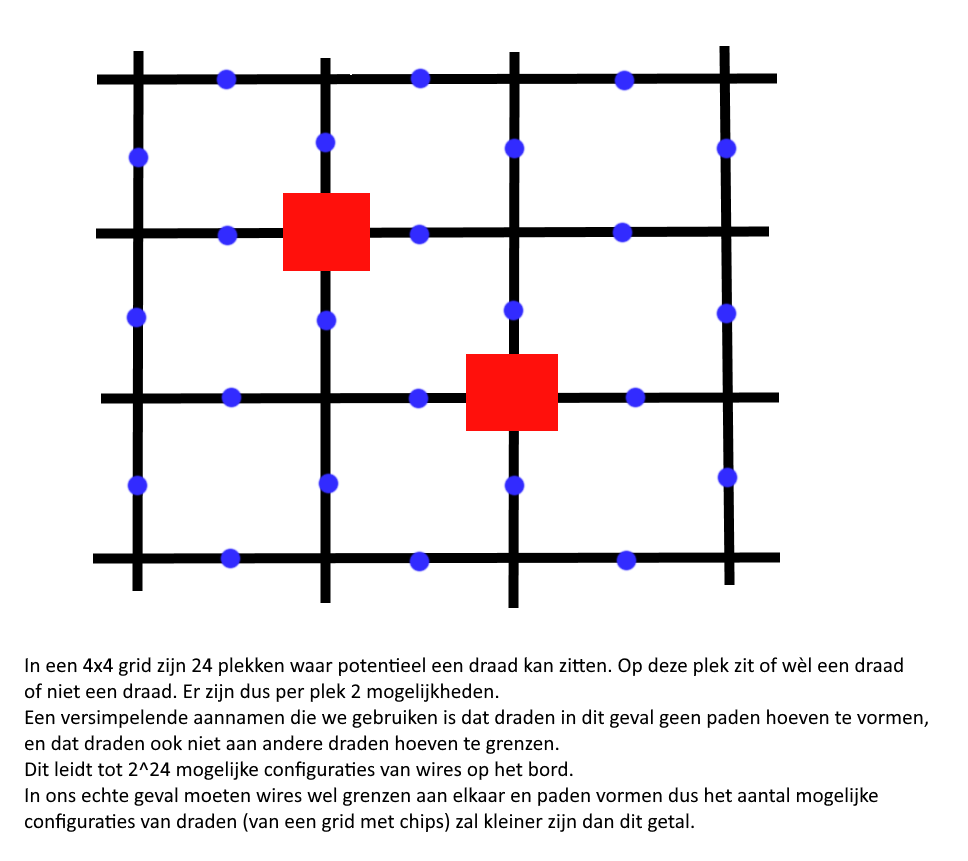 In een 4x4 grid zijn 24 plekken waar potentieel een draad kan zitten. Op deze plek zit of wèl een draad
of niet een draad. Er zijn dus per plek 2 mogelijkheden.
Een versimpelende aannamen die we gebruiken is dat draden in dit geval geen paden hoeven te vormen,
en dat draden ook niet aan andere draden hoeven te grenzen.
Dit leidt tot 2^24 mogelijke configuraties van wires op het bord.
In ons echte geval moeten wires wel grenzen aan elkaar en paden vormen dus het aantal mogelijke
configuraties van draden (van een grid met chips) zal kleiner zijn dan dit getal.